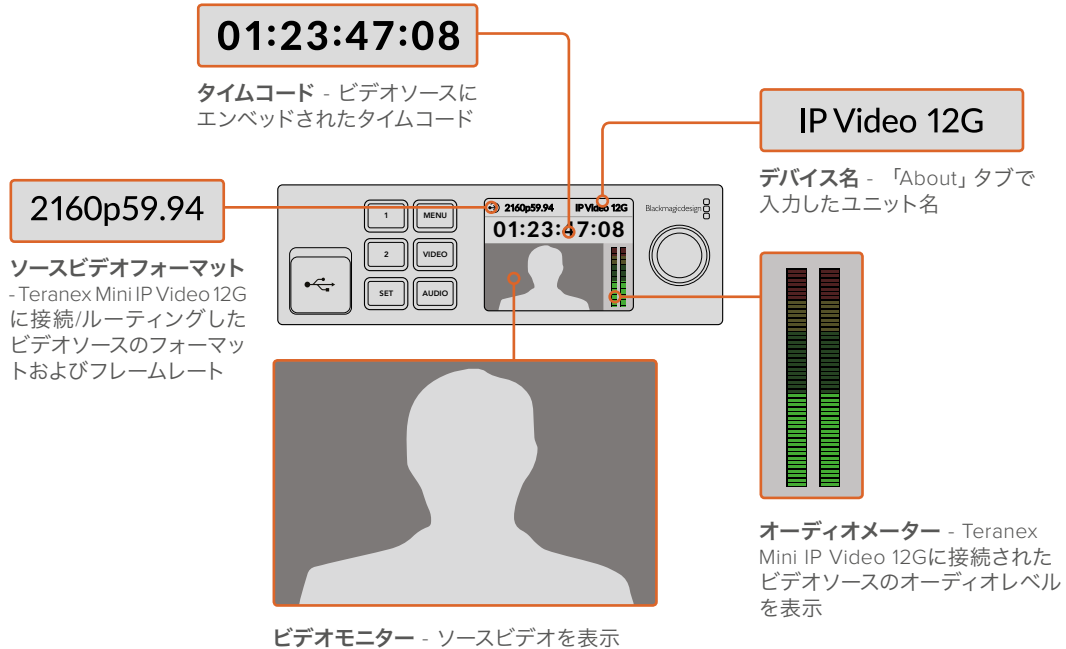 01:23:47:08
タイムコード - ビデオソースに
エンベッドされたタイムコード
IP Video 12G
デバイス名 - 「About」タブで
入力したユニット名
2160p59.94
ソースビデオフォーマット
- Teranex Mini IP Video 12G
に接続/ルーティングした
ビデオソースのフォーマッ
トおよびフレームレート
1
MENU
2
VIDEO
SET
AUDIO
2160p59.94
IP Video 12G
01:23:47:08
Blackmagicdesign
オーディオメーター - Teranex
Mini IP Video 12Gに接続された
ビデオソースのオーディオレベル
を表示
ビデオモニター - ソースビデオを表示